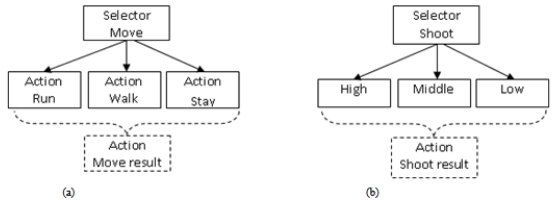 Selector
Move
Action
Run
Action
Walk
Action
Stay
Action
Move result
(a)
Selector
Shoot
High
Middle
Low
Action
Shoot result
(b)